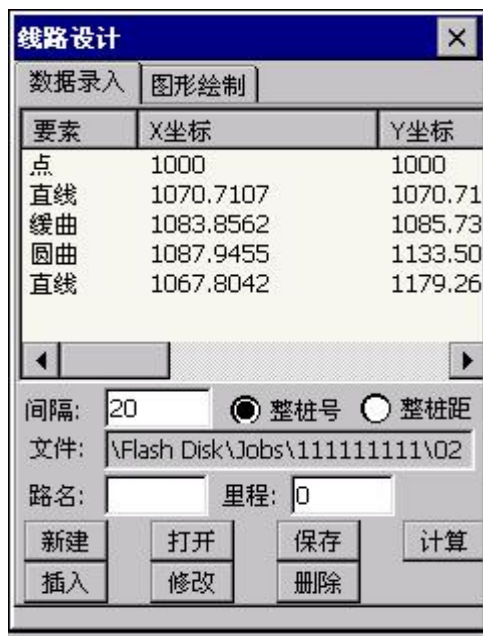 线路设计
数据录入 图形绘制
要素 X坐标 Y坐标
点 1000 1000
直线 1070.7107 1070.71
缓曲 1083.8562 1085.73
圆曲 1087.9455 1133.50
直线 1067.8042 1179.26
间隔: 20 整桩号 整桩距
文件: \Flash Disk\Jobs\111111111\02
路名: 里程: 0
新建 打开 保存 计算
插入 修改 删除